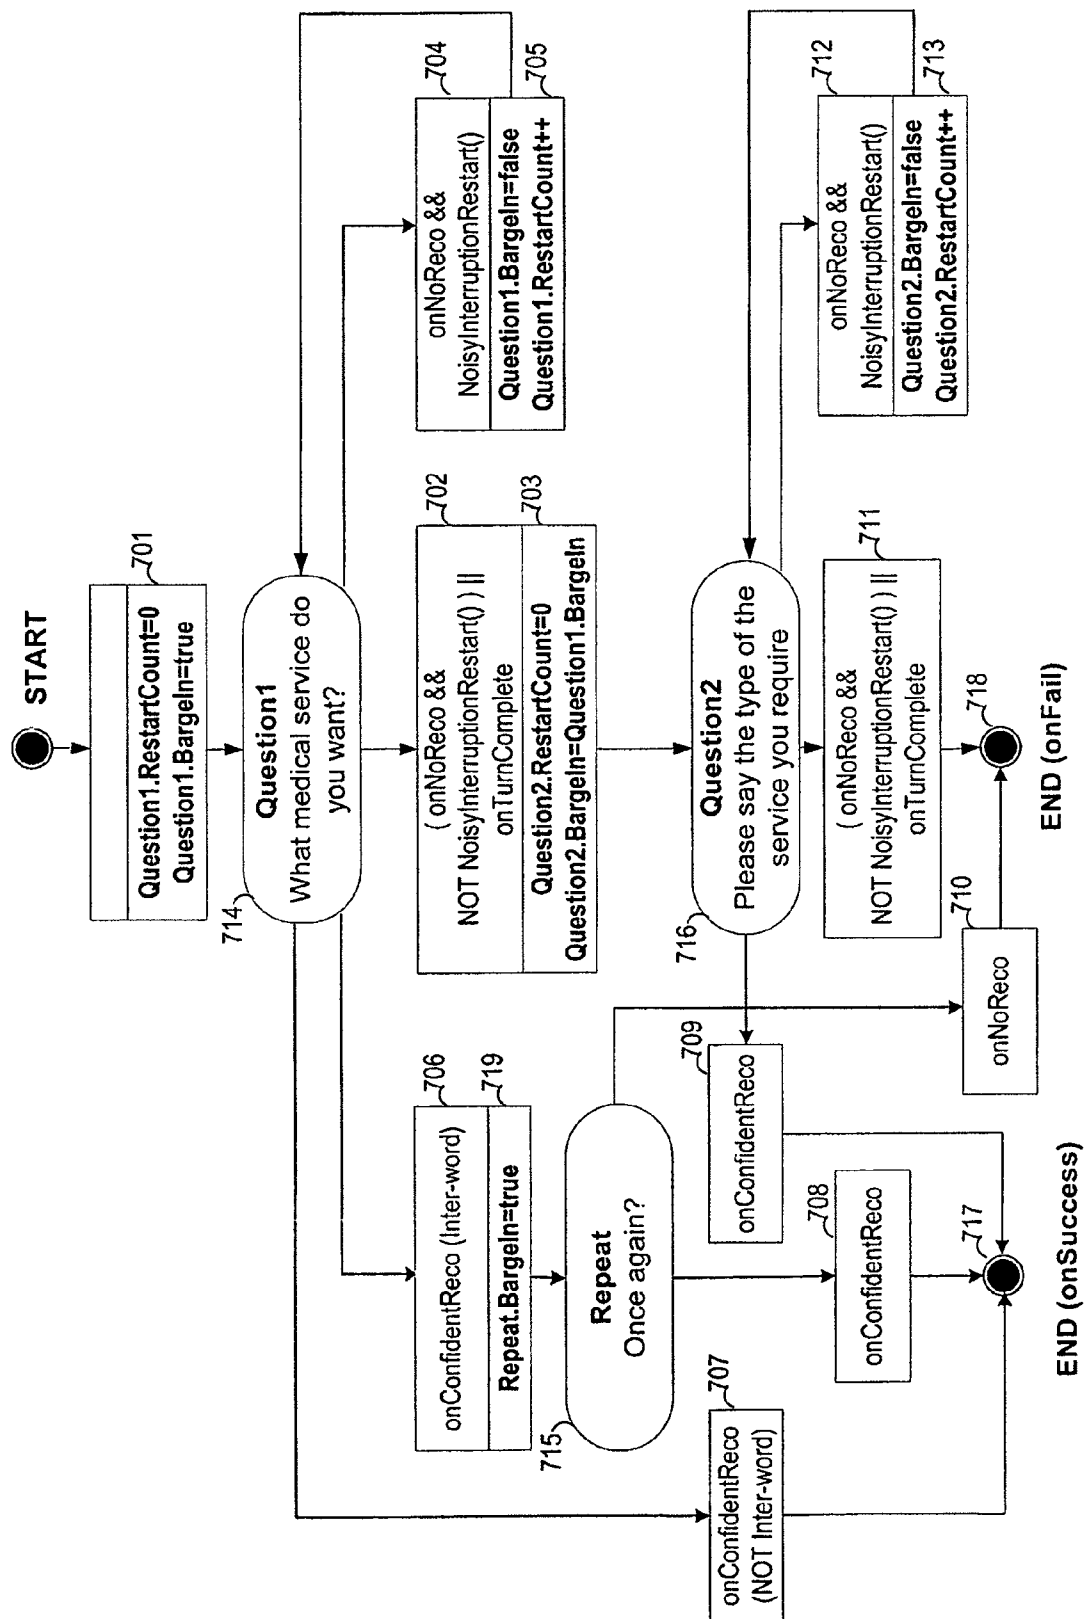 START
701
Question1.RestartCount=0
Question1.BargeIn=true
714
Question1
What medical service do
you want?
702
( onNoReco &&
NOT NoisyInterruptionRestart() ) ||
onTurnComplete
703
Question2.RestartCount=0
Question2.BargeIn=Question1.BargeIn
704
onNoReco &&
NoisyInterruptionRestart()
705
Question1.BargeIn=false
Question1.RestartCount++
706
onConfidentReco (Inter-word)
719
Repeat.BargeIn=true
715
Repeat
Once again?
716
Question2
Please say the type of the
service you require
707
onConfidentReco
(NOT Inter-word)
708
onConfidentReco
709
onConfidentReco
710
onNoReco
711
( onNoReco &&
NOT NoisyInterruptionRestart() ) ||
onTurnComplete
712
onNoReco &&
NoisyInterruptionRestart()
713
Question2.BargeIn=false
Question2.RestartCount++
717
END (onSuccess)
718
END (onFail)